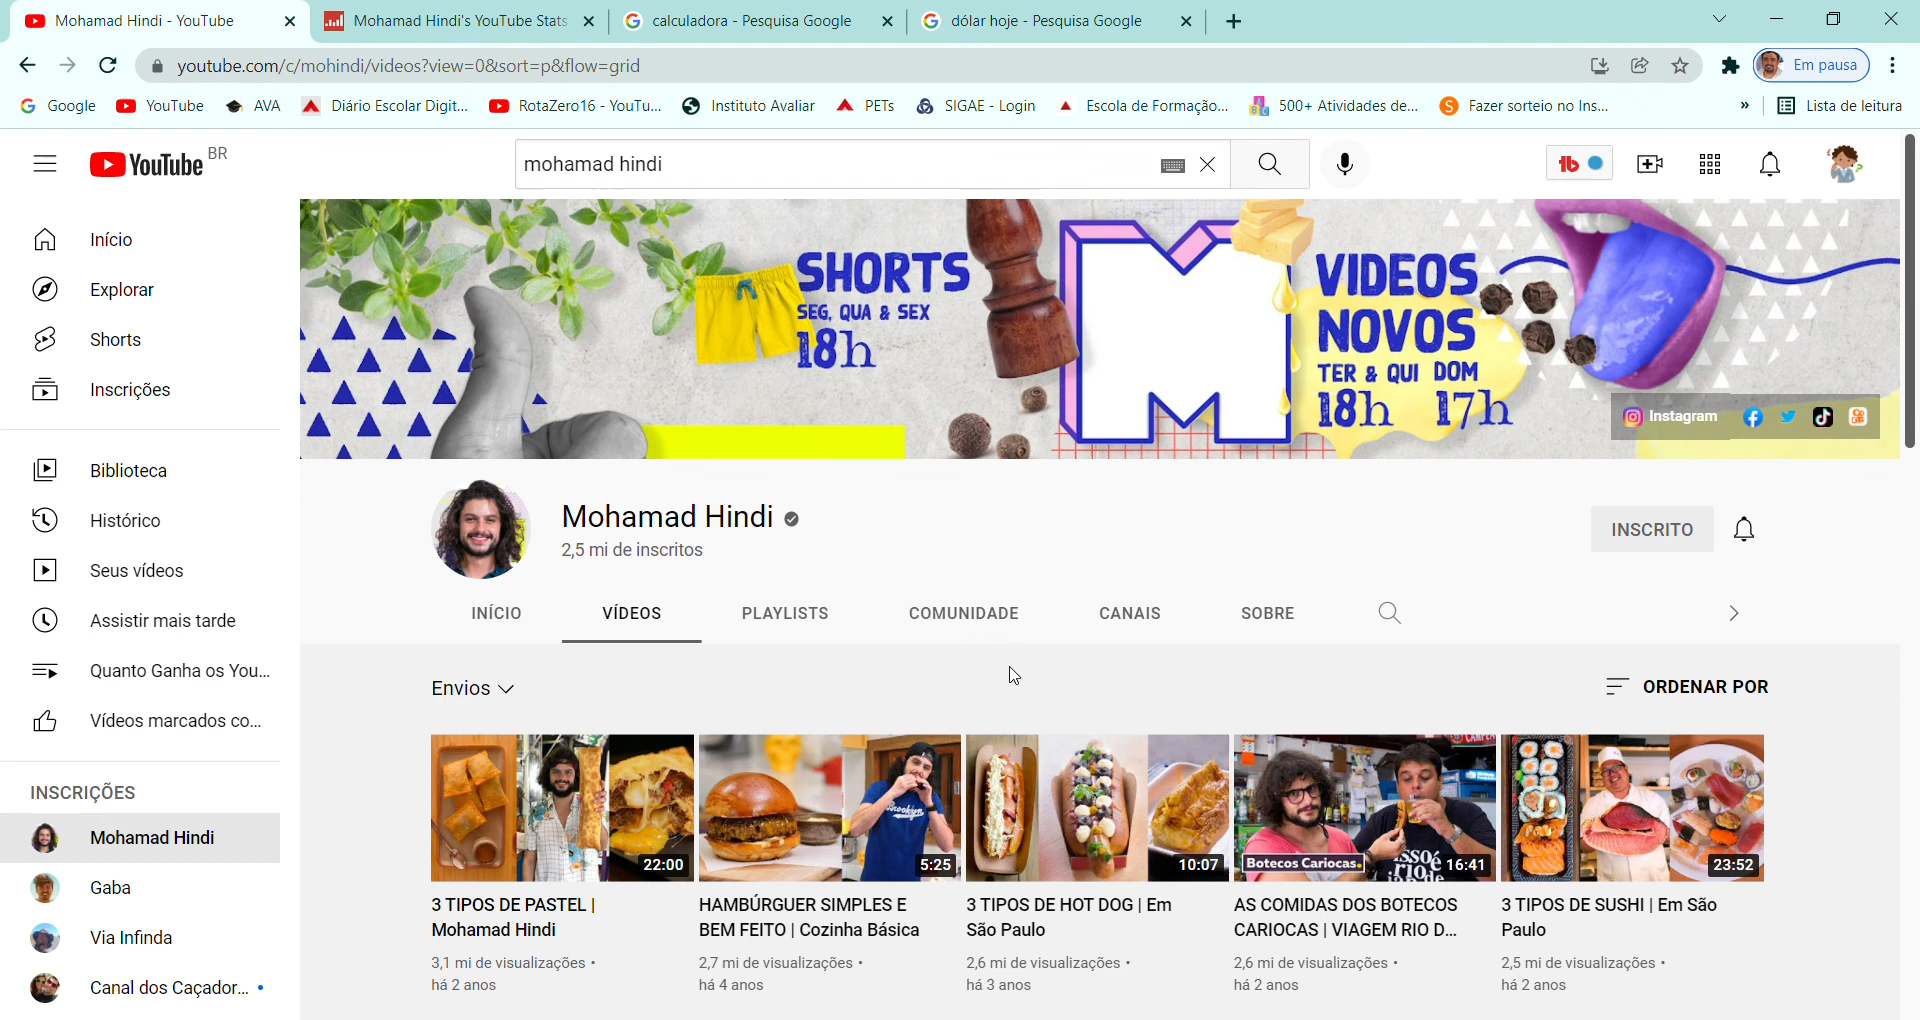 Mohamad Hindi - YouTube
Mohamad Hindi's YouTube Stats
calculadora - Pesquisa Google
dólar hoje - Pesquisa Google
youtube.com/c/mohindi/videos?view=0&sort=p&flow=grid
Em pausa
Google
YouTube
AVA
Diário Escolar Digit...
RotaZero16 - YouTu...
Instituto Avaliar
PETs
SIGAE - Login
Escola de Formação...
500+ Atividades de...
Fazer sorteio no Ins...
»
Lista de leitura
YouTube BR
mohamad hindi
Início
Explorar
Shorts
Inscrições
Biblioteca
Histórico
Seus vídeos
Assistir mais tarde
Quanto Ganha os You...
Vídeos marcados co...
INSCRIÇÕES
Mohamad Hindi
Gaba
Via Infinda
Canal dos Caçador...
SHORTS
SEG, QUA & SEX
18h
M
VIDEOS
NOVOS
TER & QUI DOM
18h 17h
Instagram
Mohamad Hindi
2,5 mi de inscritos
INSCRITO
INÍCIO
VÍDEOS
PLAYLISTS
COMUNIDADE
CANAIS
SOBRE
Envios
ORDENAR POR
22:00
3 TIPOS DE PASTEL |
Mohamad Hindi
3,1 mi de visualizações •
há 2 anos
Brooklyn
5:25
HAMBÚRGUER SIMPLES E
BEM FEITO | Cozinha Básica
2,7 mi de visualizações •
há 4 anos
10:07
3 TIPOS DE HOT DOG | Em
São Paulo
2,6 mi de visualizações •
há 3 anos
Botecos Cariocas.
16:41
AS COMIDAS DOS BOTECOS
CARIOCAS | VIAGEM RIO D...
2,6 mi de visualizações •
há 2 anos
23:52
3 TIPOS DE SUSHI | Em São
Paulo
2,5 mi de visualizações •
há 2 anos